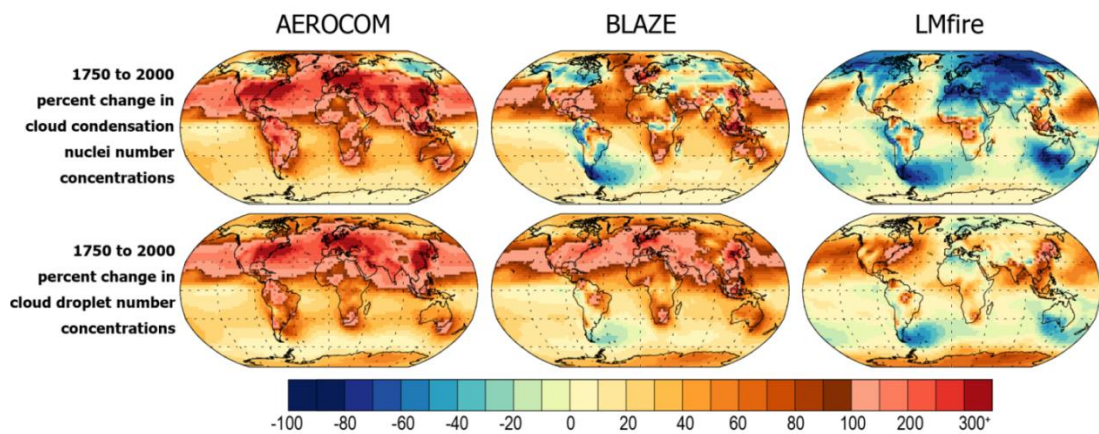 AEROCOM BLAZE LMfire
1750 to 2000
percent change in
cloud condensation
nuclei number
concentrations
1750 to 2000
percent change in
cloud droplet number
concentrations
-100 -80 -60 -40 -20 0 20 40 60 80 100 200 300+